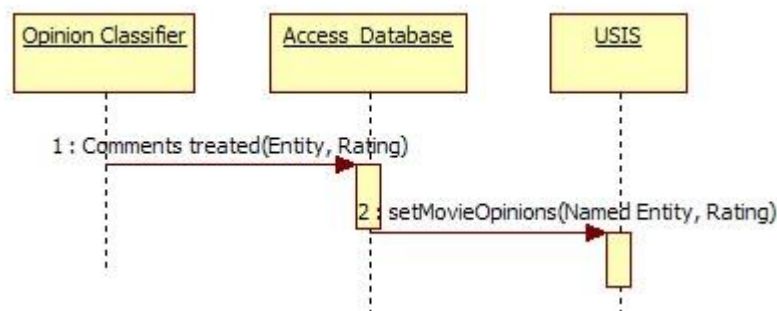 Opinion Classifier
Access Database
USIS
1 : Comments treated(Entity, Rating)
2 : setMovieOpinions(Named Entity, Rating)